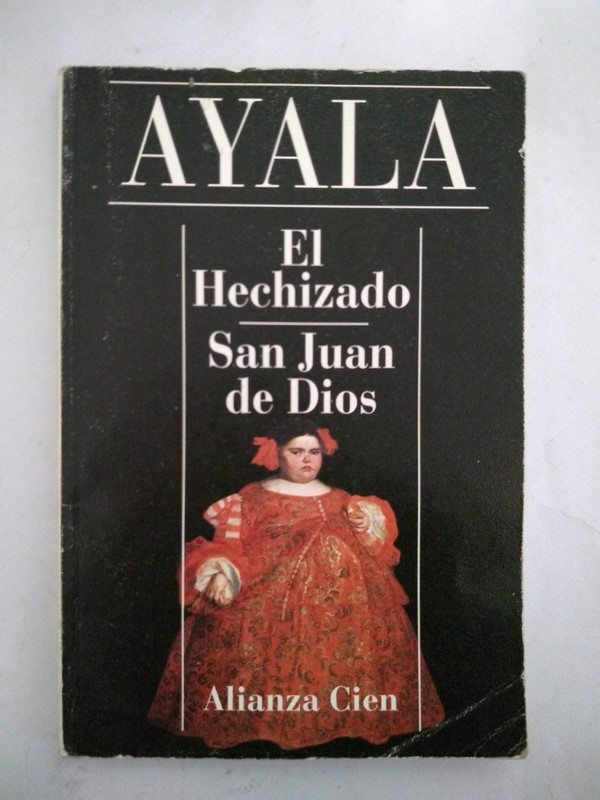 AYALA
El
Hechizado
San Juan
de Dios
Alianza Cien